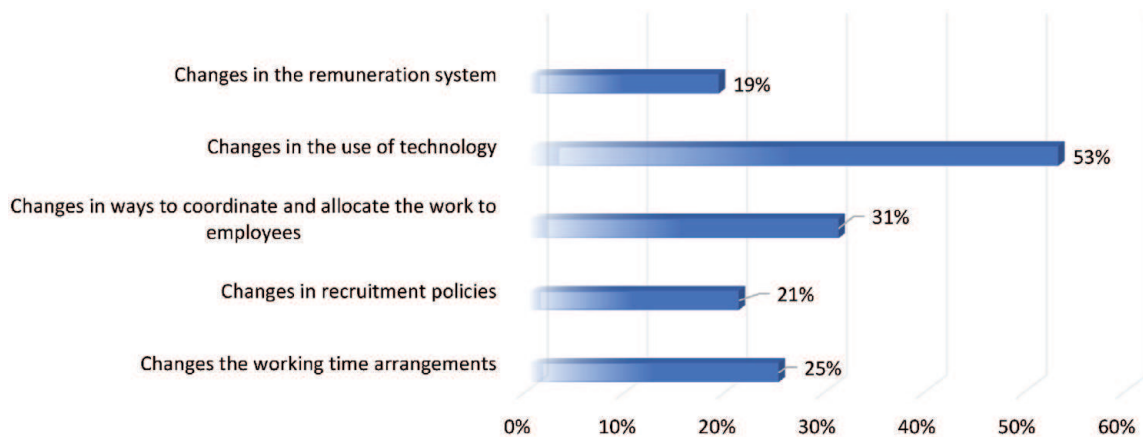 Changes in the remuneration system
19%
Changes in the use of technology
53%
Changes in ways to coordinate and allocate the work to
employees
31%
Changes in recruitment policies
21%
Changes the working time arrangements
25%
0% 10% 20% 30% 40% 50% 60%